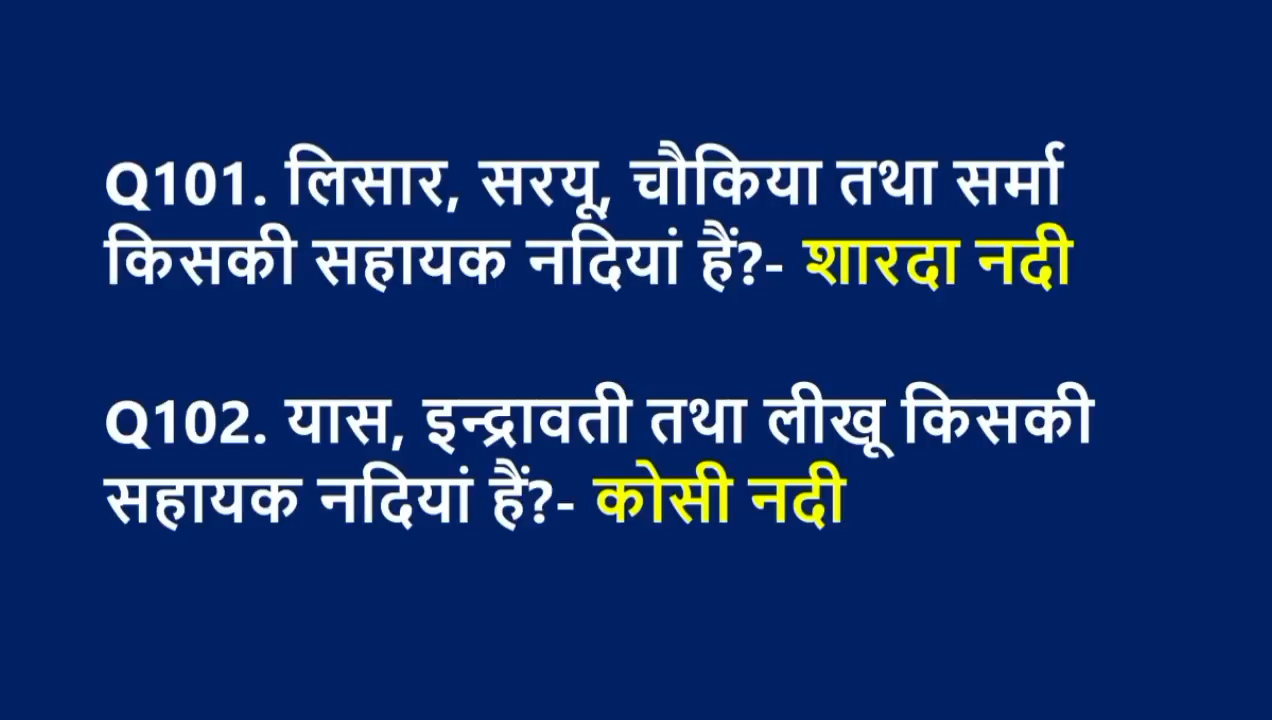 Q101. लिसार, सरयू, चौकिया तथा सर्मा
किसकी सहायक नदियां हैं?- शारदा नदी
Q102. यास, इन्द्रावती तथा लीखू किसकी
सहायक नदियां हैं?- कोसी नदी